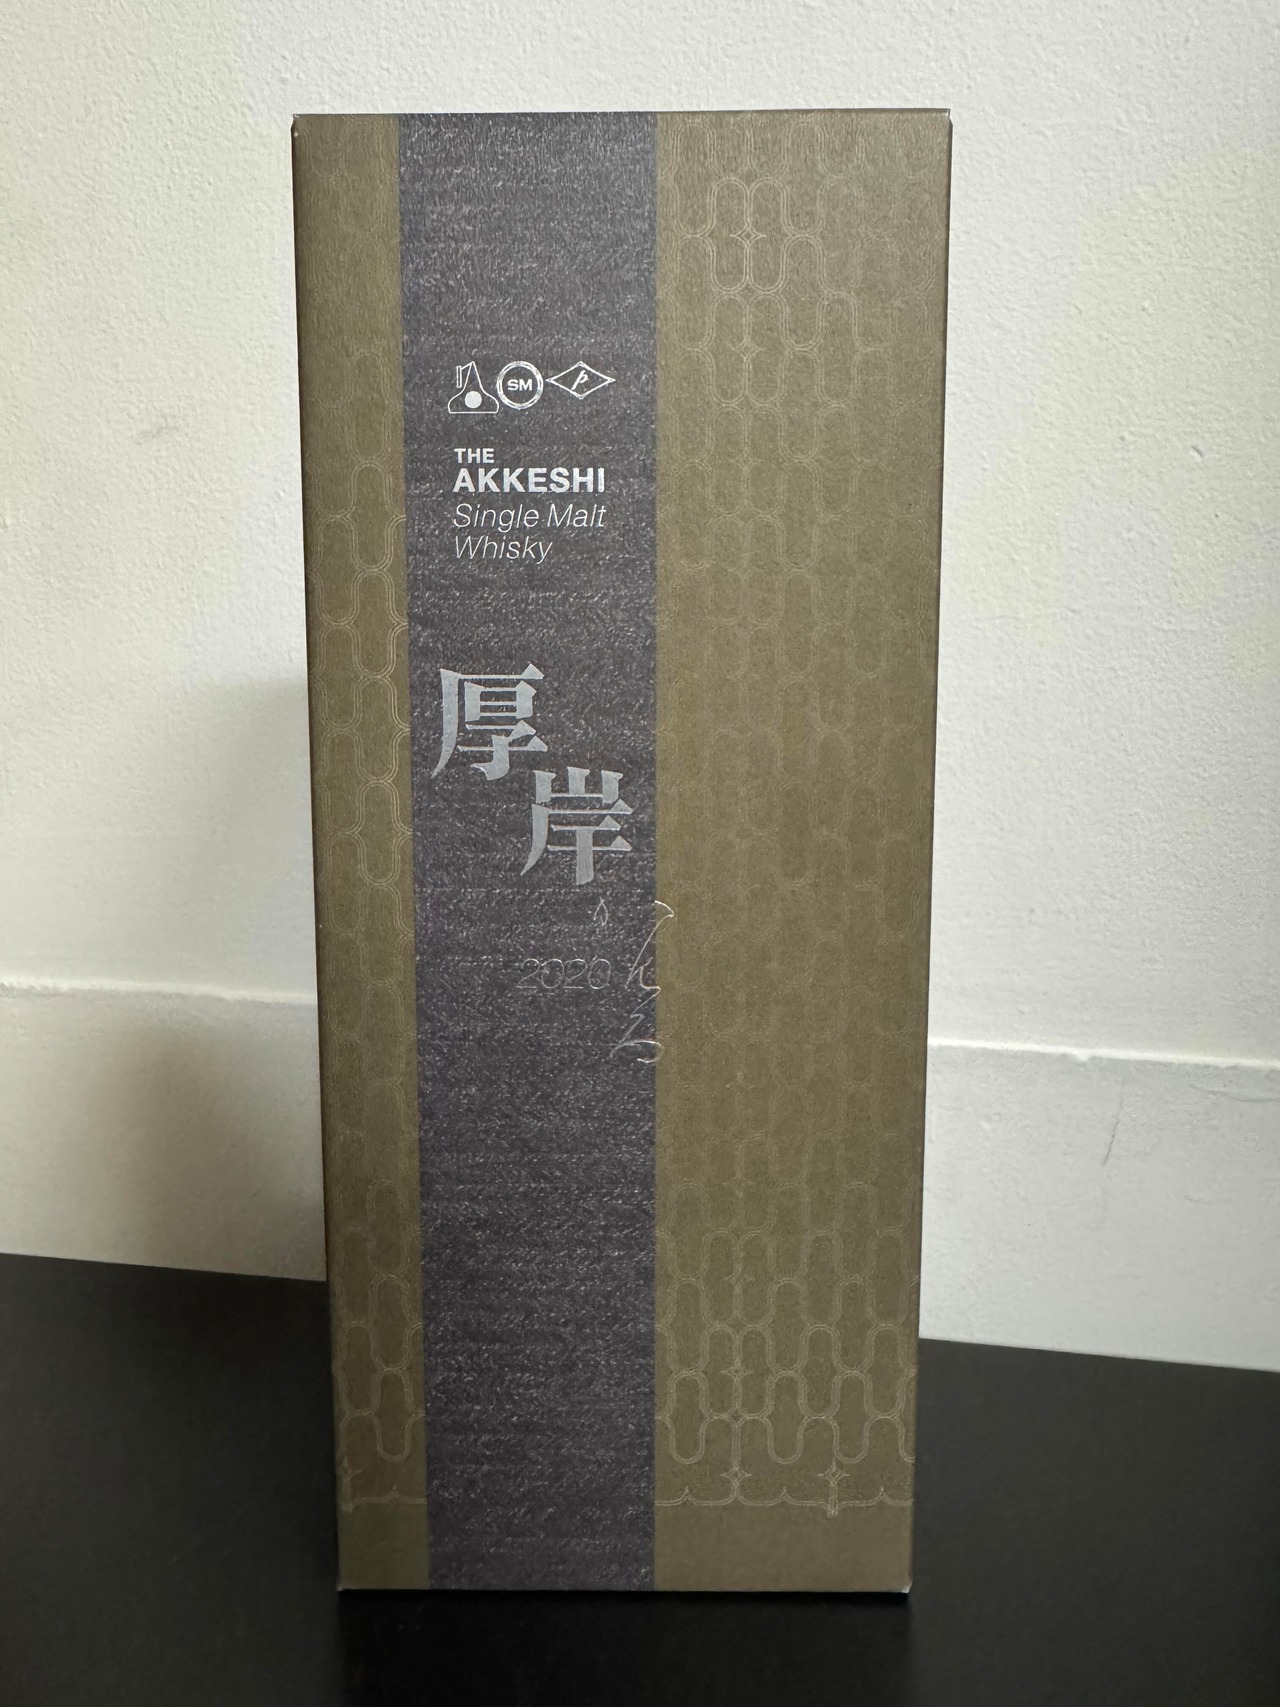 SM
THE
AKKESHI
Single Malt
Whisky
厚岸
2020